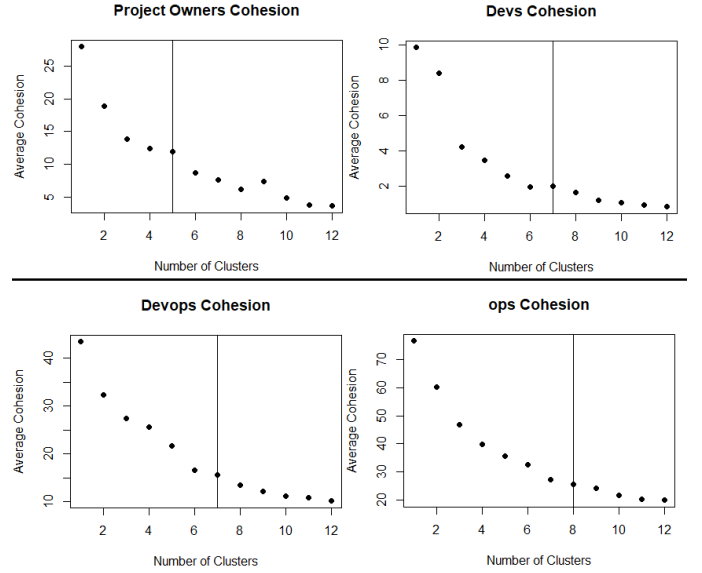 Project Owners Cohesion
Average Cohesion
25
20
15
10
5
2 4 6 8 10 12
Number of Clusters
Devs Cohesion
Average Cohesion
10
8
6
4
2
2 4 6 8 10 12
Number of Clusters
Devops Cohesion
Average Cohesion
40
30
20
10
2 4 6 8 10 12
Number of Clusters
ops Cohesion
Average Cohesion
70
60
50
40
30
20
2 4 6 8 10 12
Number of Clusters